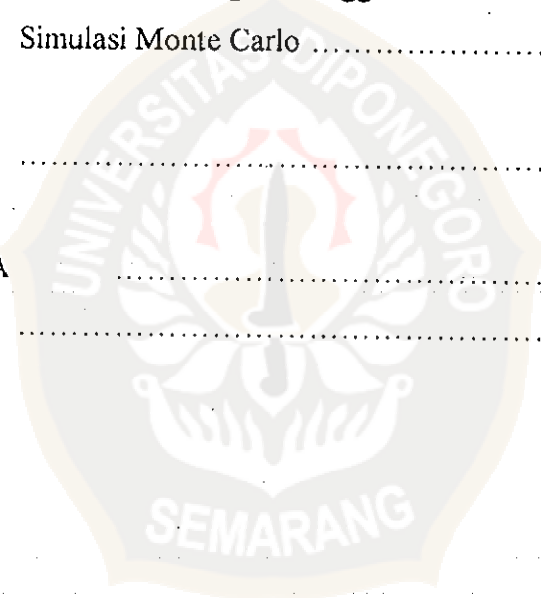 Simulasi Monte Carlo ........................
........................................................
A ..............................................
........................................................
UNIVERSITAS DIPONEGORO
SEMARANG